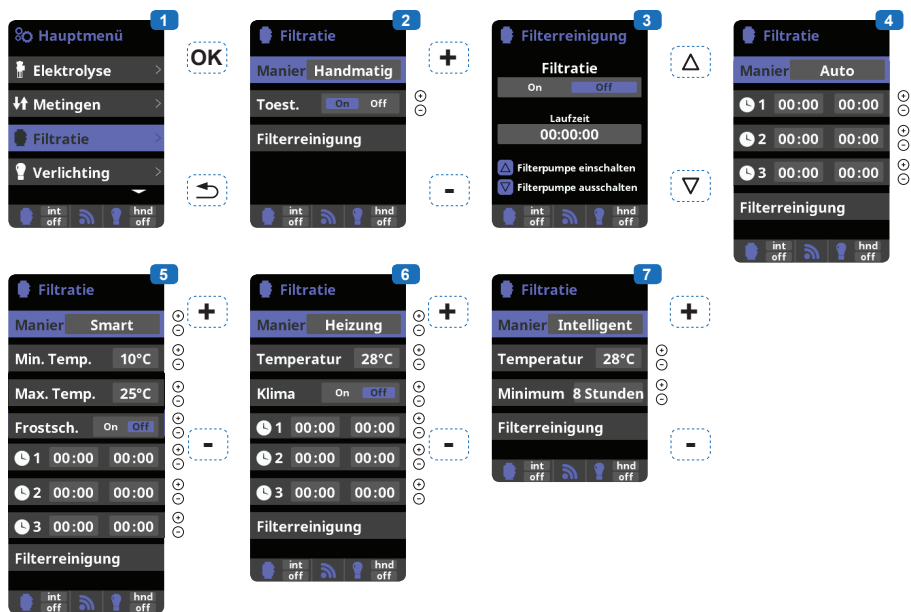 1
Hauptmenü
Elektrolyse
Metingen
Filtratie
Verlichting
int off hnd off
OK
2
Filtratie
Manier Handmatig
Toest. On Off
Filterreinigung
int off hnd off
+
-
3
Filterreinigung
Filtratie
On Off
Laufzeit
00:00:00
Filterpumpe einschalten
Filterpumpe ausschalten
int off hnd off
4
Filtratie
Manier Auto
1 00:00 00:00
2 00:00 00:00
3 00:00 00:00
Filterreinigung
int off hnd off
5
Filtratie
Manier Smart
Min. Temp. 10°C
Max. Temp. 25°C
Frostsch. On Off
1 00:00 00:00
2 00:00 00:00
3 00:00 00:00
Filterreinigung
int off hnd off
+
-
6
Filtratie
Manier Heizung
Temperatur 28°C
Klima On Off
1 00:00 00:00
2 00:00 00:00
3 00:00 00:00
Filterreinigung
int off hnd off
+
-
7
Filtratie
Manier Intelligent
Temperatur 28°C
Minimum 8 Stunden
Filterreinigung
int off hnd off
+
-